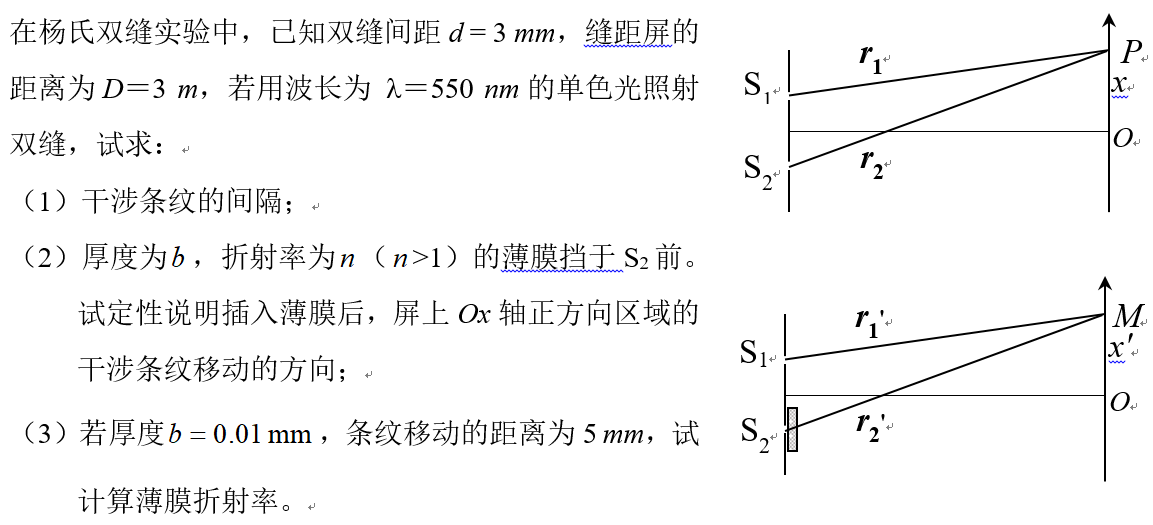 在杨氏双缝实验中，已知双缝间距 d = 3 mm，缝距屏的
距离为 D＝3 m，若用波长为 λ＝550 nm 的单色光照射
双缝，试求：
（1）干涉条纹的间隔；
（2）厚度为 b，折射率为 n（n >1）的薄膜挡于 S₂ 前。
试定性说明插入薄膜后，屏上 Ox 轴正方向区域的
干涉条纹移动的方向；
（3）若厚度 b = 0.01 mm，条纹移动的距离为 5 mm，试
计算薄膜折射率。
r₁
P
S₁
x
O
S₂
r₂
r₁'
M
S₁
x′
O
S₂
r₂'